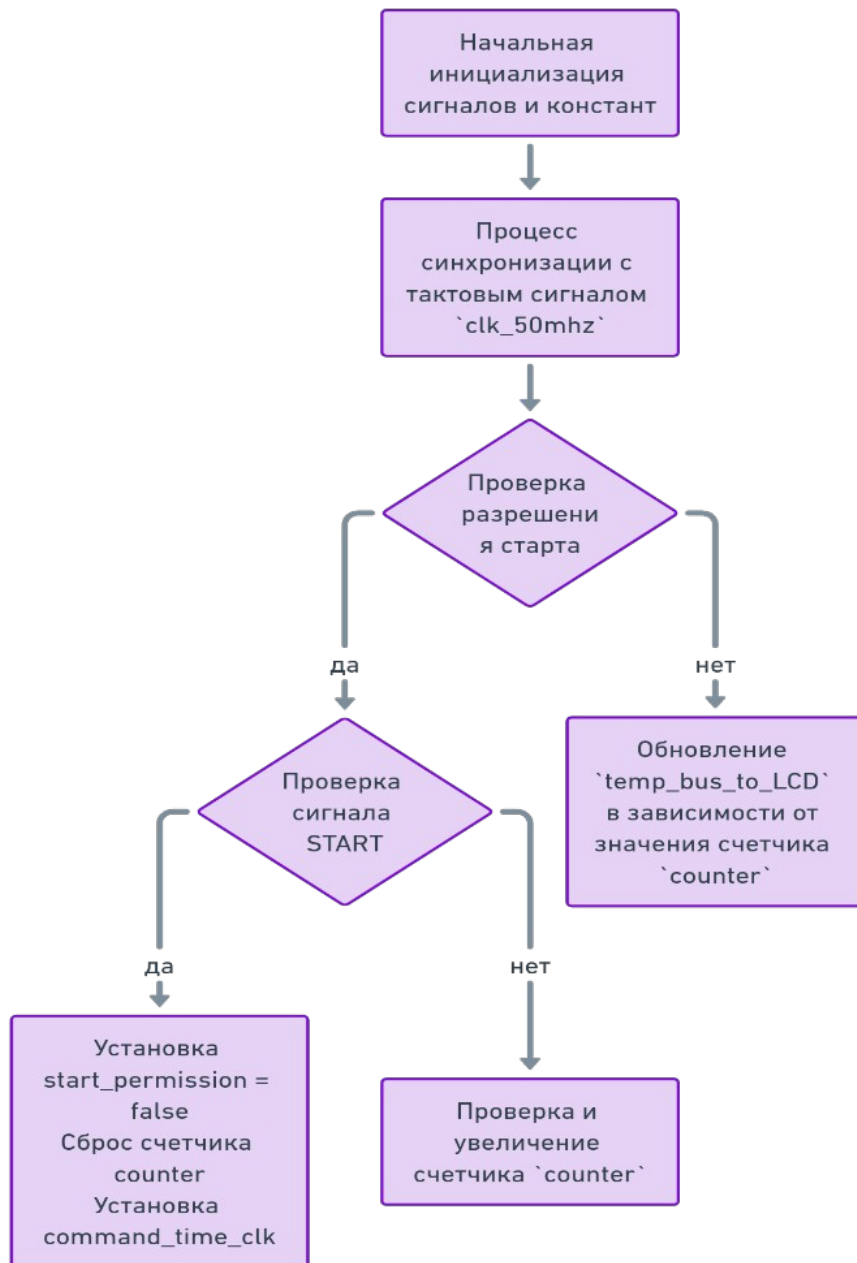 Начальная
инициализация
сигналов и констант
Процесс
синхронизации с
тактовым сигналом
`clk_50mhz`
Проверка
разрешени
я старта
да
нет
Проверка
сигнала
START
Обновление
`temp_bus_to_LCD`
в зависимости от
значения счетчика
`counter`
да
нет
Установка
start_permission =
false
Сброс счетчика
counter
Установка
command_time_clk
Проверка и
увеличение
счетчика `counter`